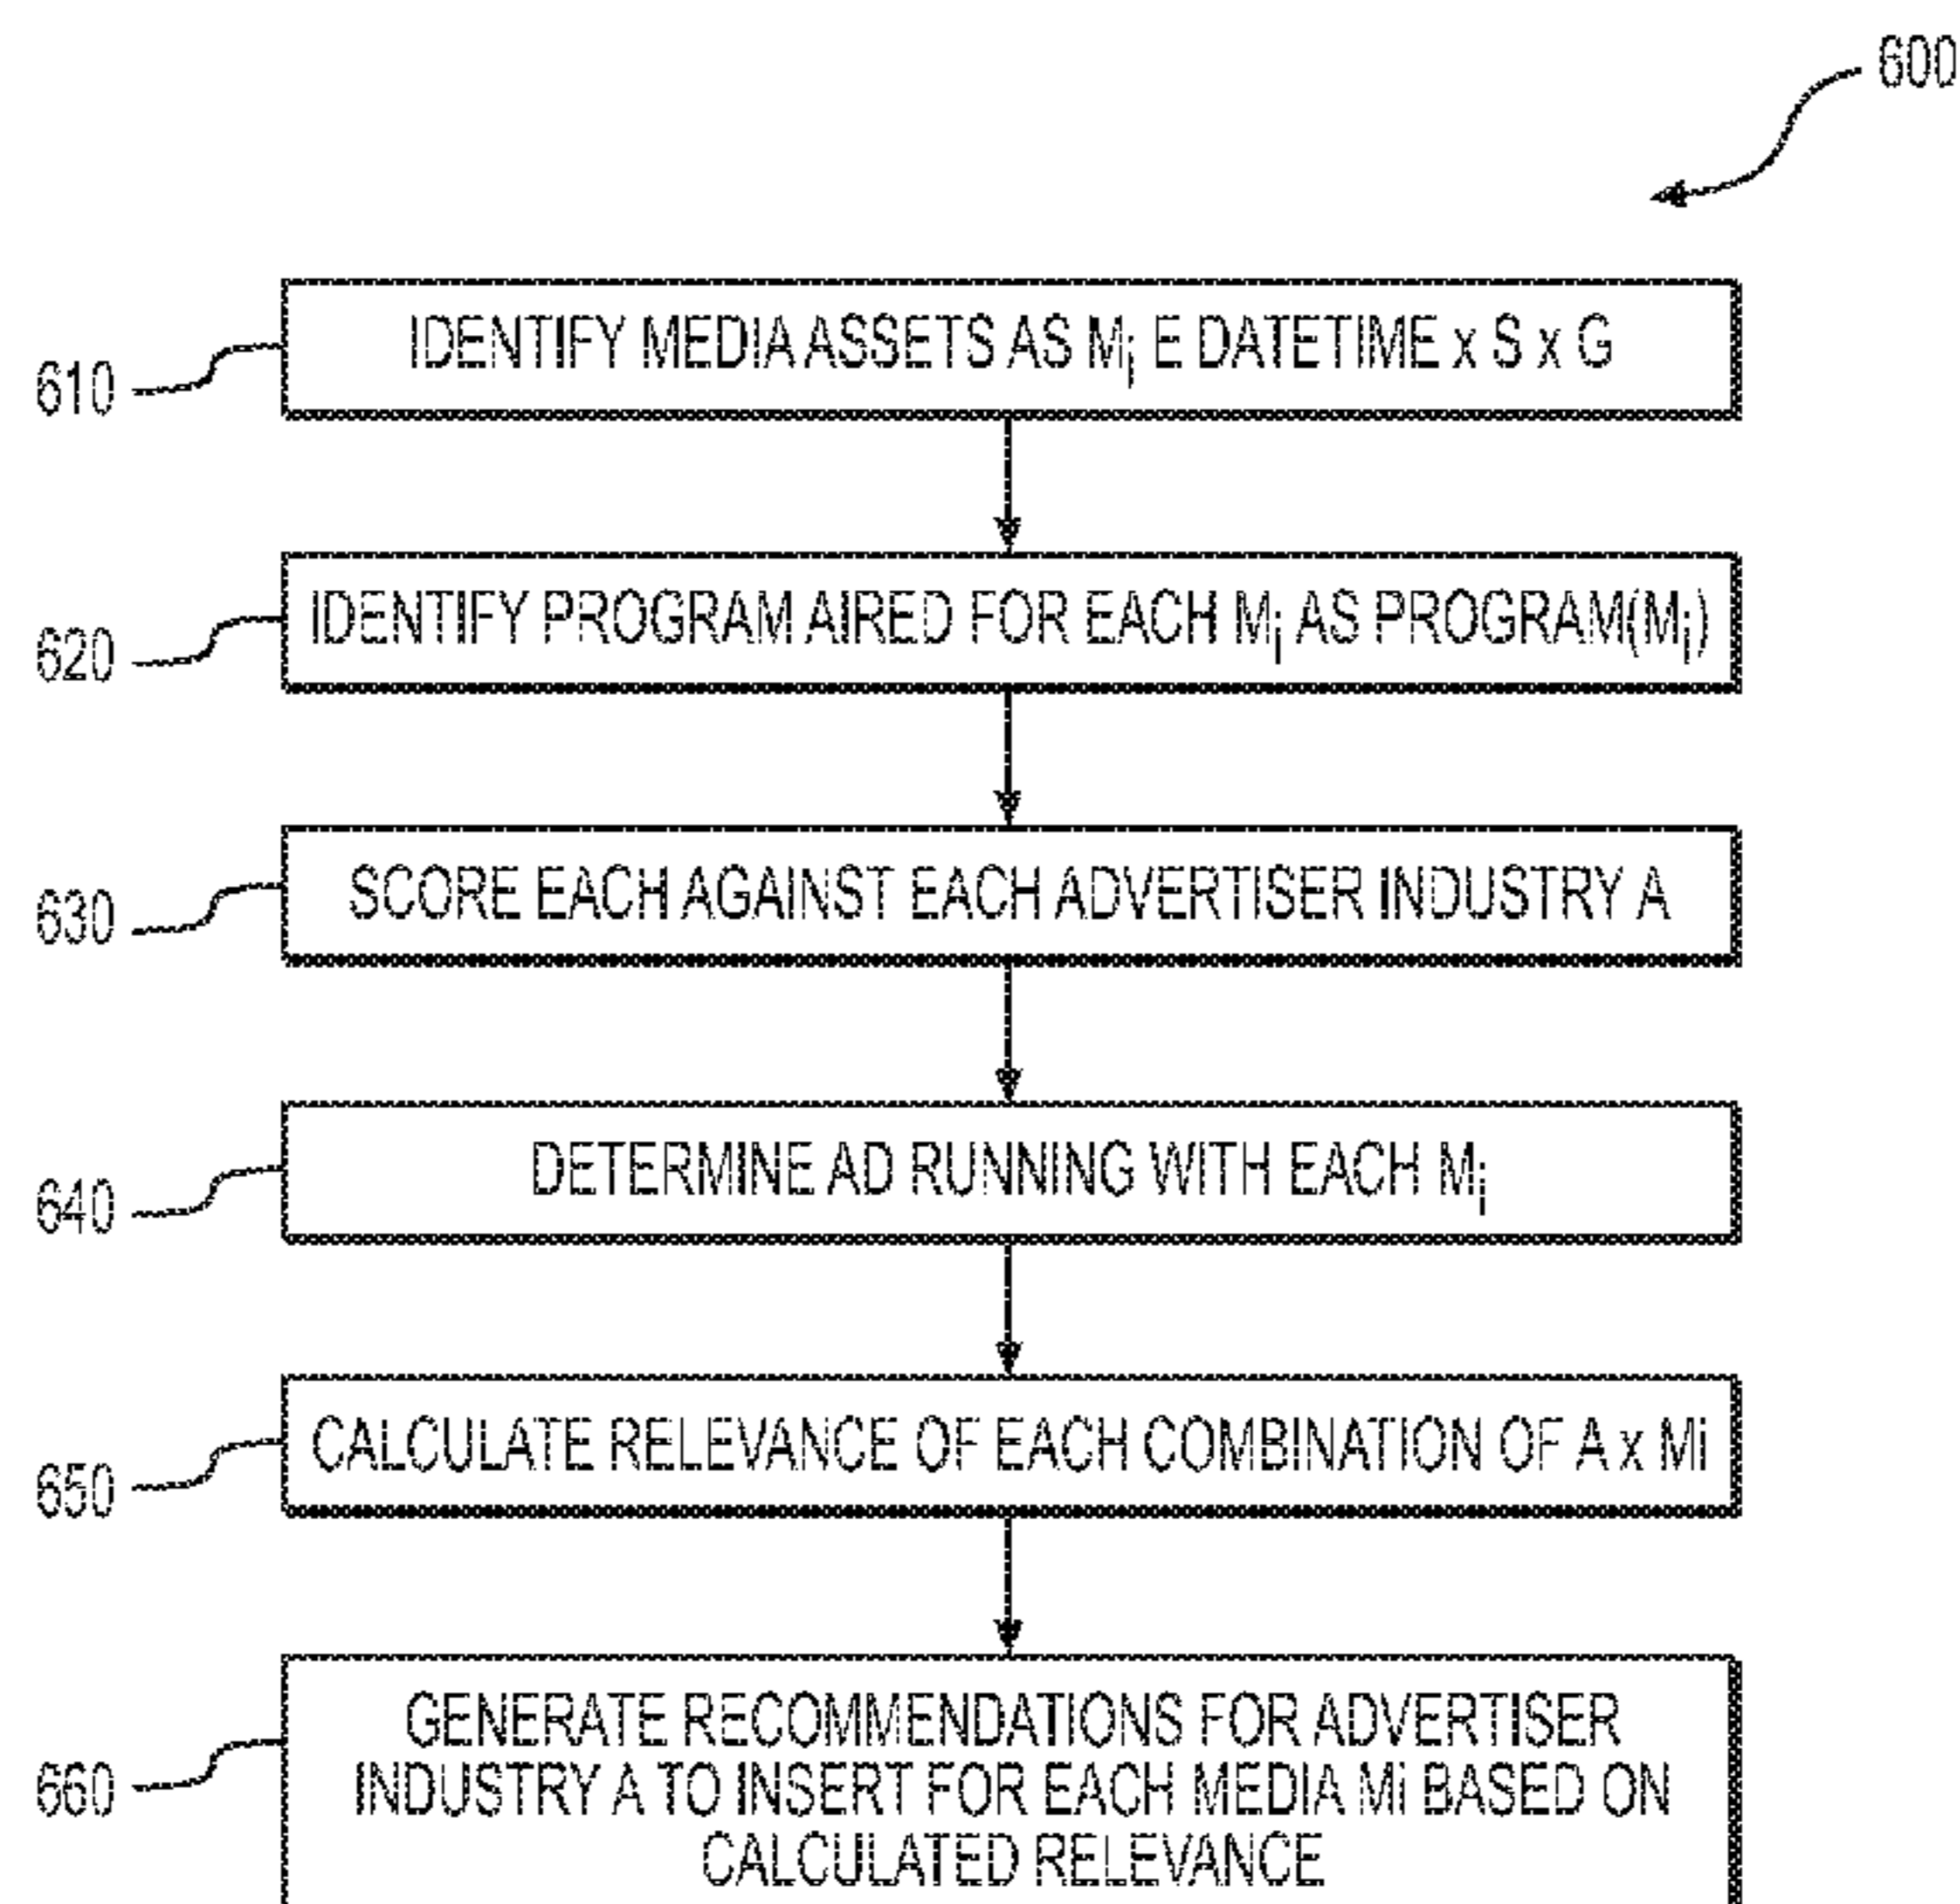 600
610
IDENTIFY MEDIA ASSETS AS Mi E DATETIME x S x G
620
IDENTIFY PROGRAM AIRED FOR EACH Mi AS PROGRAM(Mi)
630
SCORE EACH AGAINST EACH ADVERTISER INDUSTRY A
640
DETERMINE AD RUNNING WITH EACH Mi
650
CALCULATE RELEVANCE OF EACH COMBINATION OF A x Mi
660
GENERATE RECOMMENDATIONS FOR ADVERTISER
INDUSTRY A TO INSERT FOR EACH MEDIA Mi BASED ON
CALCULATED RELEVANCE